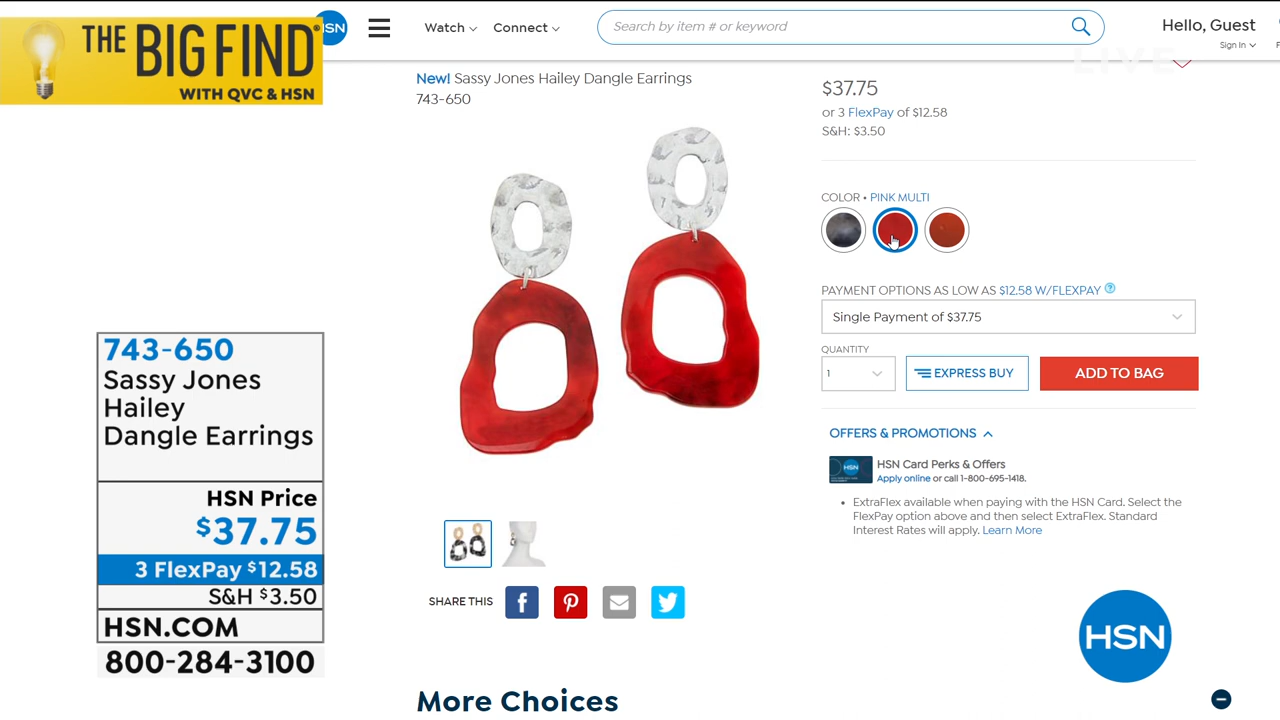 THE BIG FIND®
WITH QVC & HSN
HSN
Watch
Connect
Search by item # or keyword
Hello, Guest
Sign In
LIVE
New! Sassy Jones Hailey Dangle Earrings
743-650
$37.75
or 3 FlexPay of $12.58
S&H: $3.50
COLOR • PINK MULTI
PAYMENT OPTIONS AS LOW AS $12.58 W/FLEXPAY ?
Single Payment of $37.75
QUANTITY
1
EXPRESS BUY
ADD TO BAG
OFFERS & PROMOTIONS
HSN
HSN Card Perks & Offers
Apply online or call 1-800-695-1418.
• ExtraFlex available when paying with the HSN Card. Select the
FlexPay option above and then select ExtraFlex. Standard
Interest Rates will apply. Learn More
SHARE THIS
743-650
Sassy Jones
Hailey
Dangle Earrings
HSN Price
$37.75
3 FlexPay $12.58
S&H $3.50
HSN.COM
800-284-3100
HSN
More Choices